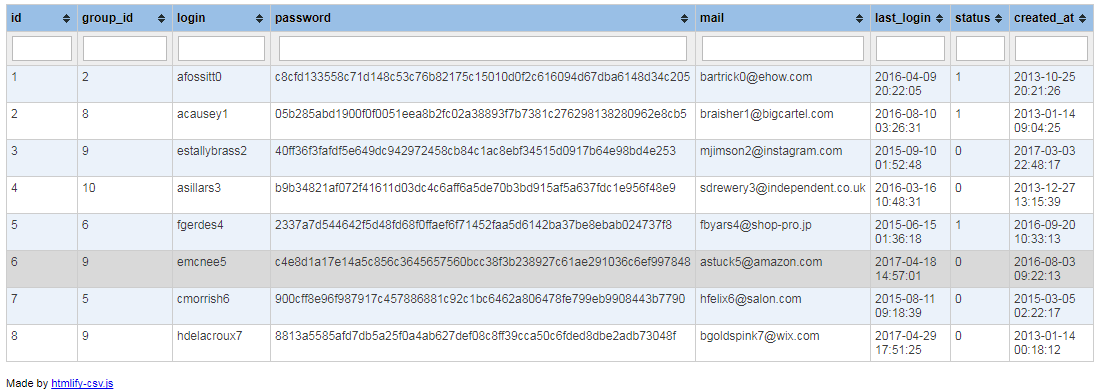 id group_id login password mail last_login status created_at
1 2 afossitt0 c8cfd133558c71d148c53c76b82175c15010d0f2c616094d67dba6148d34c205 bartrick0@ehow.com 2016-04-09 20:22:05 1 2013-10-25 20:21:26
2 8 acausey1 05b285abd1900f0f0051eea8b2fc02a38893f7b7381c276298138280962e8cb5 braisher1@bigcartel.com 2016-08-10 03:26:31 1 2013-01-14 09:04:25
3 9 estallybrass2 40ff36f3fafdf5e649dc942972458cb84c1ac8ebf34515d0917b64e98bd4e253 mjimson2@instagram.com 2015-09-10 01:52:48 0 2017-03-03 22:48:17
4 10 asillars3 b9b34821af072f41611d03dc4c6aff6a5de70b3bd915af5a637fdc1e956f48e9 sdrewery3@independent.co.uk 2016-03-16 10:48:31 0 2013-12-27 13:15:39
5 6 fgerdes4 2337a7d544642f5d48fd68f0ffaef6f71452faa5d6142ba37be8ebab024737f8 fbyars4@shop-pro.jp 2015-06-15 01:36:18 1 2016-09-20 10:33:13
6 9 emcnee5 c4e8d1a17e14a5c856c3645657560bcc38f3b238927c61ae291036c6ef997848 astuck5@amazon.com 2017-04-18 14:57:01 0 2016-08-03 09:22:13
7 5 cmorrish6 900cff8e96f987917c457886881c92c1bc6462a806478fe799eb9908443b7790 hfelix6@salon.com 2015-08-11 09:18:39 0 2015-03-05 02:22:17
8 9 hdelacroux7 8813a5585afd7db5a25f0a4ab627def08c8ff39cca50c6fded8dbe2adb73048f bgoldspink7@wix.com 2017-04-29 17:51:25 0 2013-01-14 00:18:12
Made by htmlify-csv.js